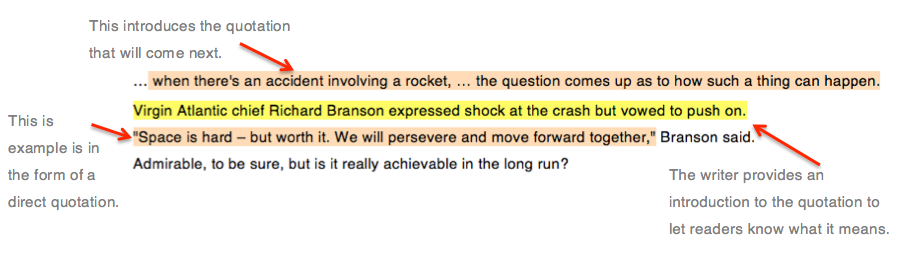 This introduces the quotation
that will come next.
... when there's an accident involving a rocket, ... the question comes up as to how such a thing can happen.
Virgin Atlantic chief Richard Branson expressed shock at the crash but vowed to push on.
"Space is hard – but worth it. We will persevere and move forward together," Branson said.
Admirable, to be sure, but is it really achievable in the long run?
This is
example is in
the form of a
direct quotation.
The writer provides an
introduction to the quotation to
let readers know what it means.